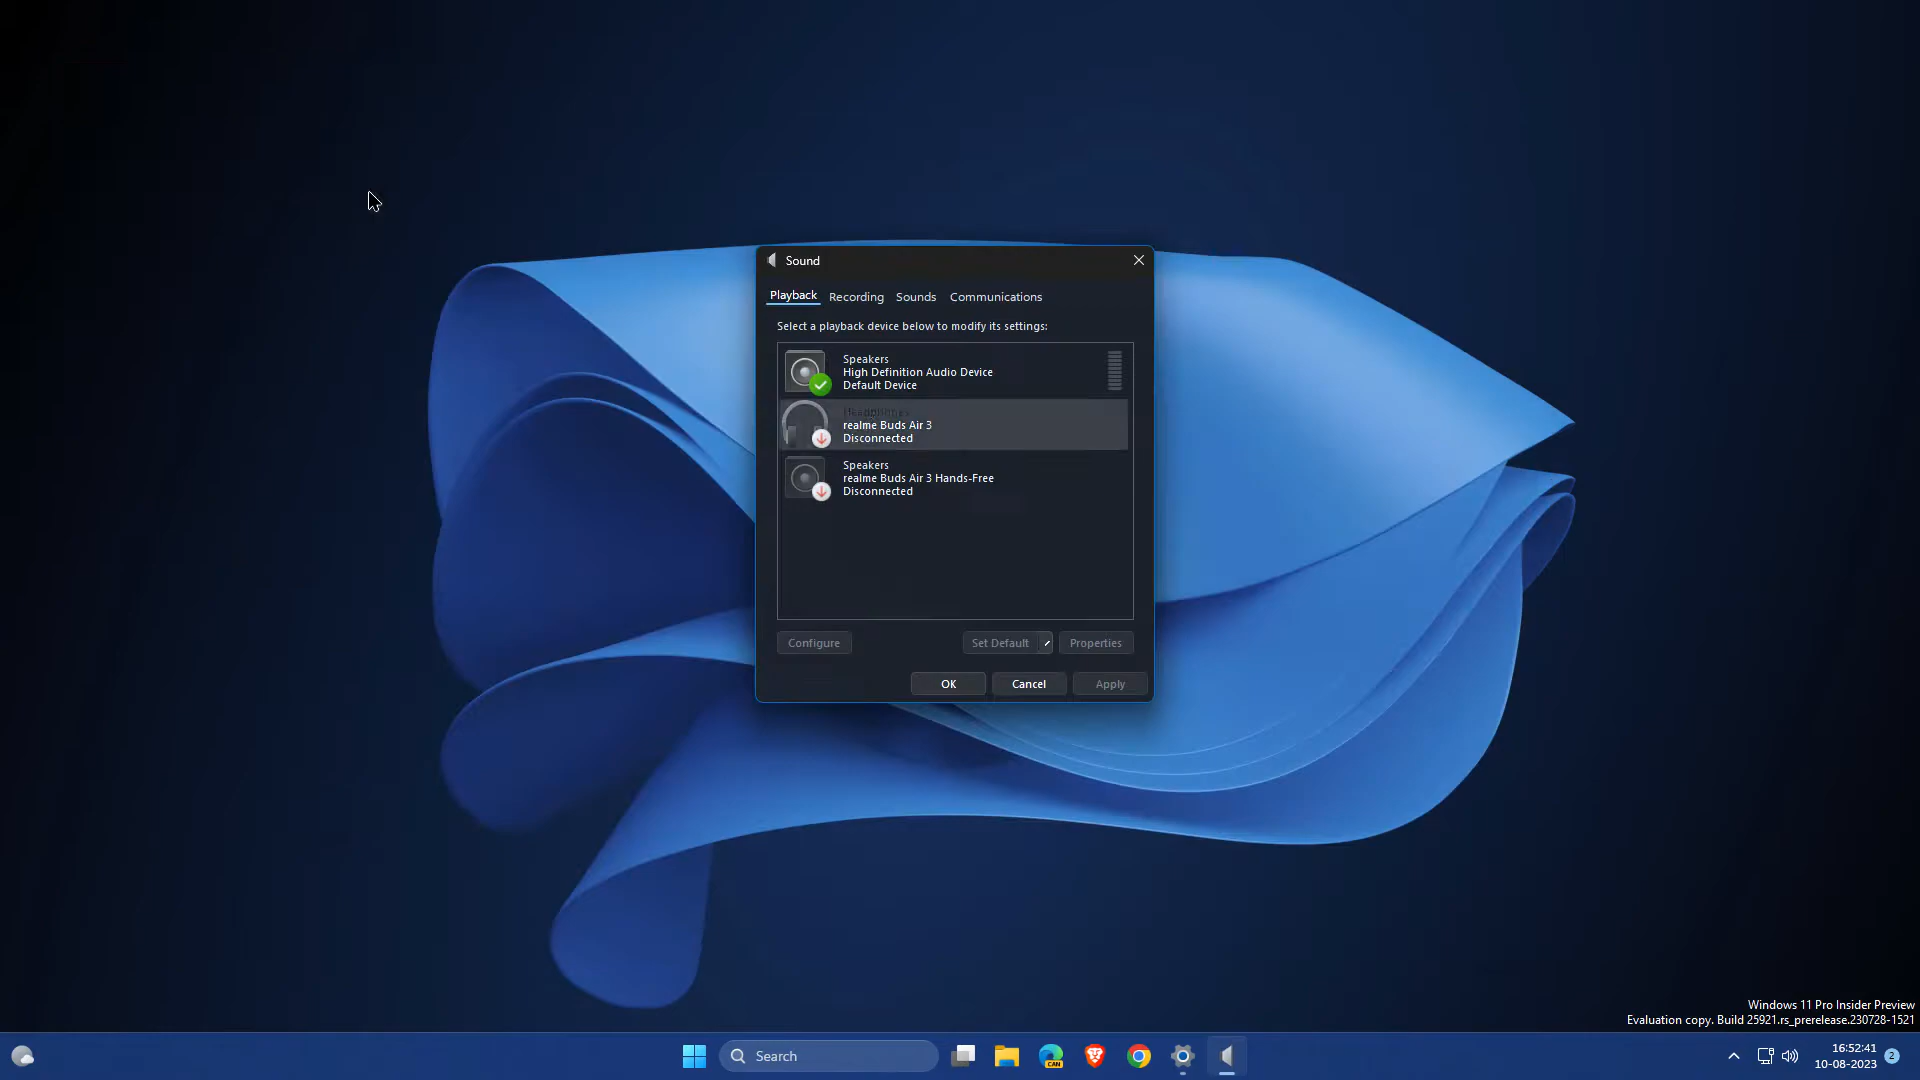 Sound
Playback Recording Sounds Communications
Select a playback device below to modify its settings:
Speakers
High Definition Audio Device
Default Device
Headphones
realme Buds Air 3
Disconnected
Speakers
realme Buds Air 3 Hands-Free
Disconnected
Configure Set Default Properties
OK Cancel Apply
Windows 11 Pro Insider Preview
Evaluation copy. Build 25921.rs_prerelease.230728-1521
Search
CAN
16:52:41
10-08-2023
2